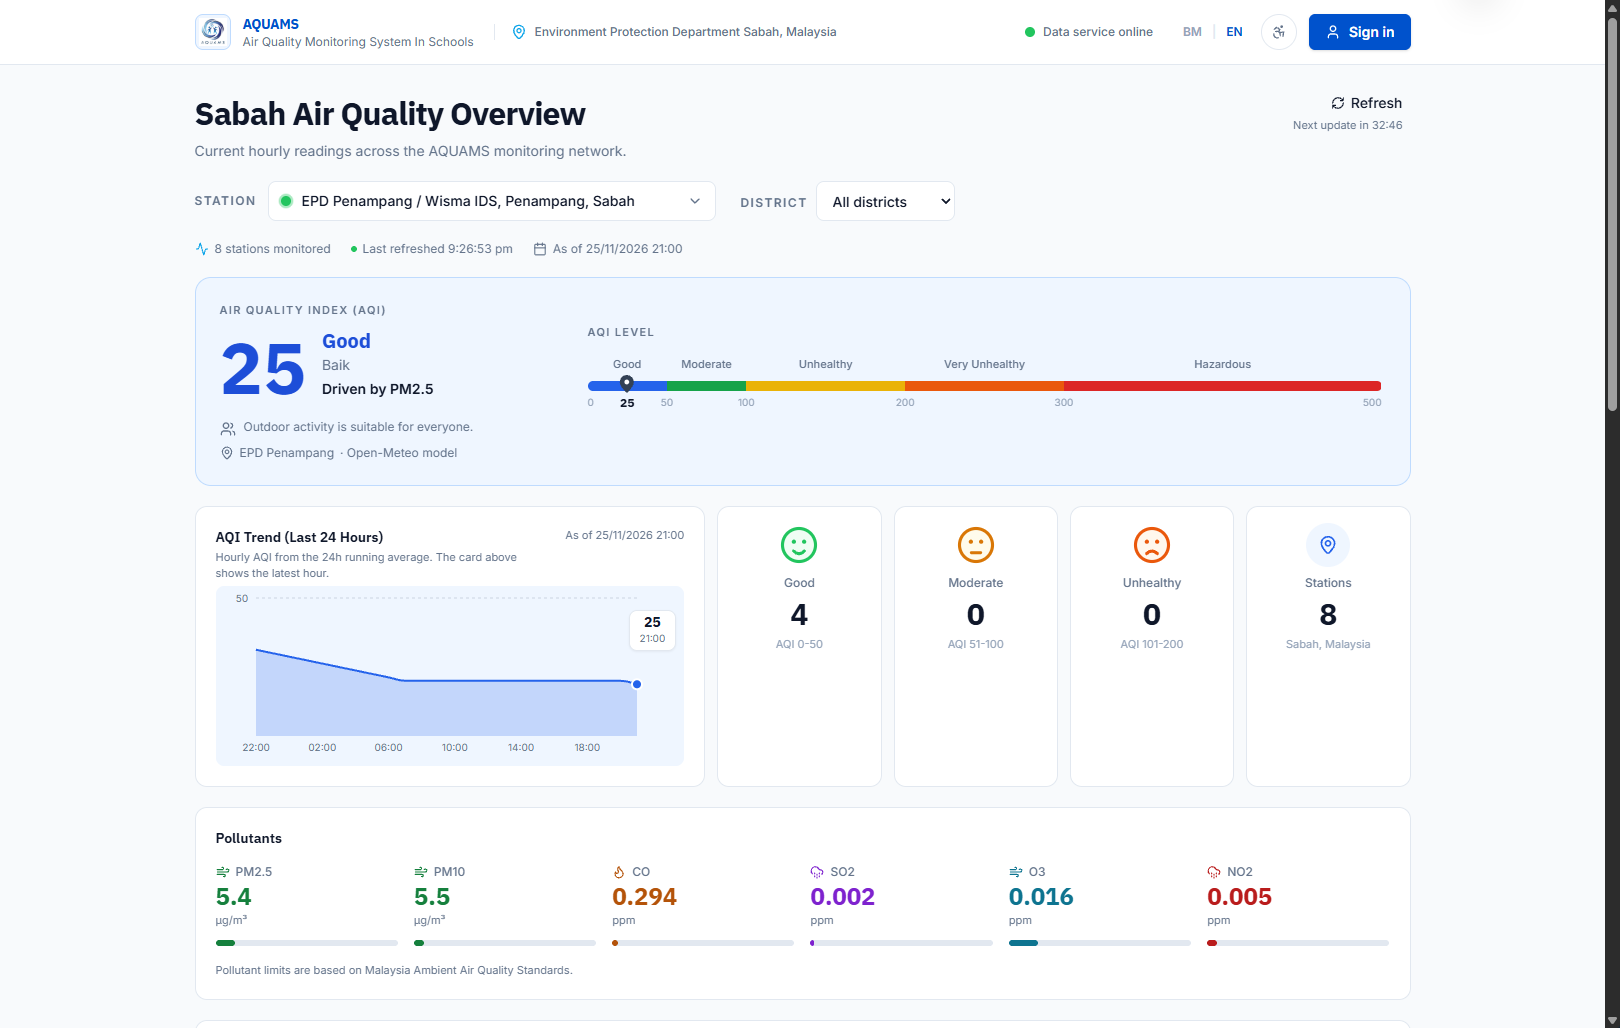 AQUAMS
AQUAMS
Air Quality Monitoring System In Schools
Environment Protection Department Sabah, Malaysia
Data service online
BM
EN
Sign in
Sabah Air Quality Overview
Current hourly readings across the AQUAMS monitoring network.
Refresh
Next update in 32:46
STATION
EPD Penampang / Wisma IDS, Penampang, Sabah
DISTRICT
All districts
8 stations monitored
Last refreshed 9:26:53 pm
As of 25/11/2026 21:00
AIR QUALITY INDEX (AQI)
25
Good
Baik
Driven by PM2.5
Outdoor activity is suitable for everyone.
EPD Penampang · Open-Meteo model
AQI LEVEL
Good Moderate Unhealthy Very Unhealthy Hazardous
0 25 50 100 200 300 500
AQI Trend (Last 24 Hours)
As of 25/11/2026 21:00
Hourly AQI from the 24h running average. The card above
shows the latest hour.
50
25
21:00
22:00 02:00 06:00 10:00 14:00 18:00
Good
4
AQI 0-50
Moderate
0
AQI 51-100
Unhealthy
0
AQI 101-200
Stations
8
Sabah, Malaysia
Pollutants
PM2.5
5.4
µg/m³
PM10
5.5
µg/m³
CO
0.294
ppm
SO2
0.002
ppm
O3
0.016
ppm
NO2
0.005
ppm
Pollutant limits are based on Malaysia Ambient Air Quality Standards.